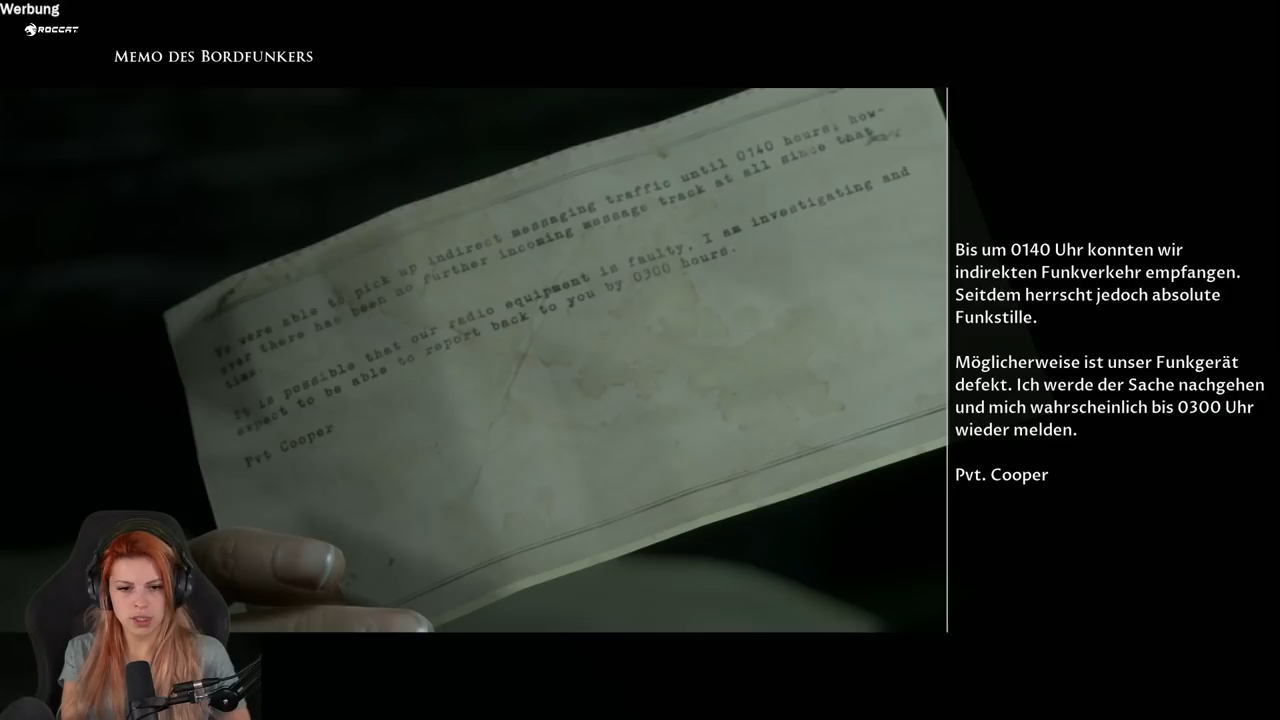 Werbung
ROCCAT
Memo des Bordfunkers
We were able to pick up indirect messaging traffic until 0140 hours; how-
ever there has been no further incoming message track at all since that
time.
It is possible that our radio equipment is faulty. I am investigating and
expect to be able to report back to you by 0300 hours.
Pvt Cooper
Bis um 0140 Uhr konnten wir
indirekten Funkverkehr empfangen.
Seitdem herrscht jedoch absolute
Funkstille.
Möglicherweise ist unser Funkgerät
defekt. Ich werde der Sache nachgehen
und mich wahrscheinlich bis 0300 Uhr
wieder melden.
Pvt. Cooper